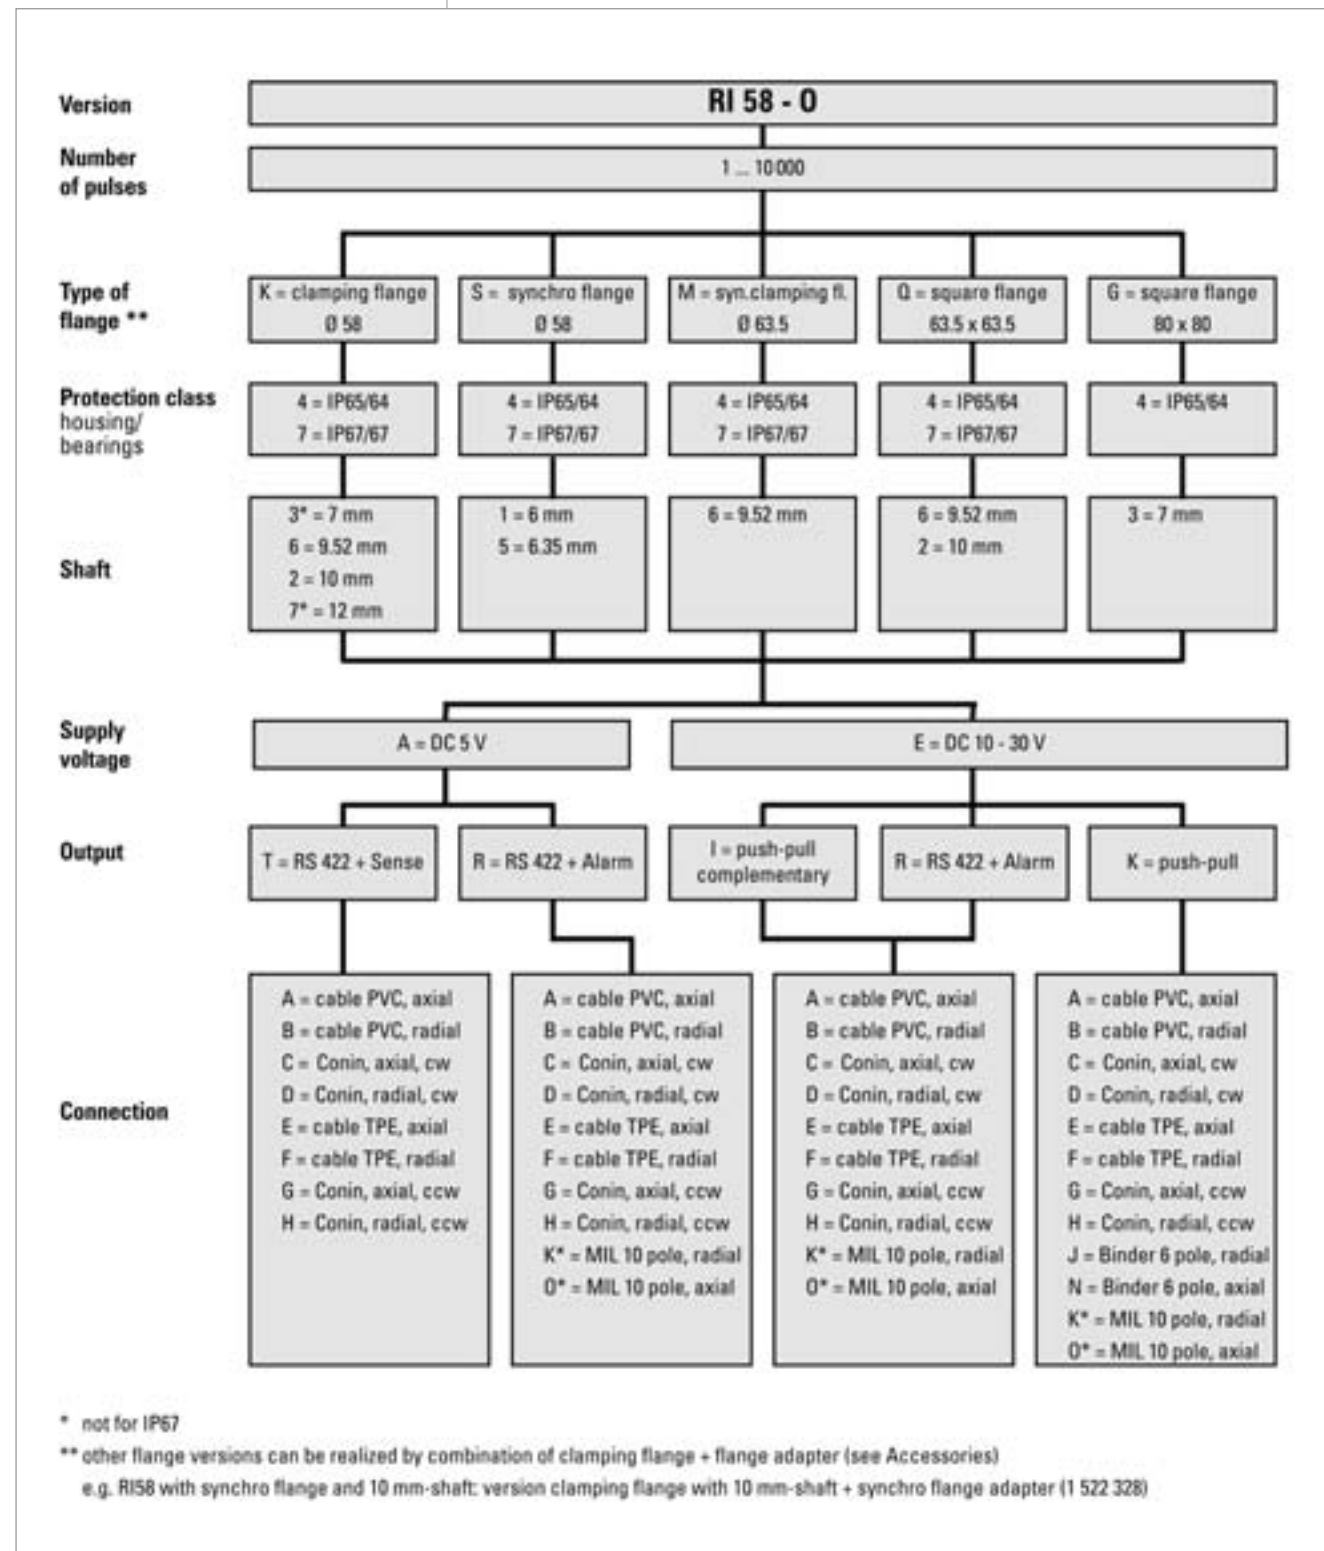 Version
RI 58 - O
Number
of pulses
1 ... 10 000
Type of
flange **
K = clamping flange
Ø 58
S = synchro flange
Ø 58
M = syn.clamping fl.
Ø 63.5
Q = square flange
63.5 x 63.5
G = square flange
80 x 80
Protection class
housing/
bearings
4 = IP65/64
7 = IP67/67
4 = IP65/64
7 = IP67/67
4 = IP65/64
7 = IP67/67
4 = IP65/64
7 = IP67/67
4 = IP65/64
Shaft
3* = 7 mm
6 = 9.52 mm
2 = 10 mm
7* = 12 mm
1 = 6 mm
5 = 6.35 mm
6 = 9.52 mm
6 = 9.52 mm
2 = 10 mm
3 = 7 mm
Supply
voltage
A = DC 5 V
E = DC 10 - 30 V
Output
T = RS 422 + Sense
R = RS 422 + Alarm
I = push-pull
complementary
R = RS 422 + Alarm
K = push-pull
Connection
A = cable PVC, axial
B = cable PVC, radial
C = Conin, axial, cw
D = Conin, radial, cw
E = cable TPE, axial
F = cable TPE, radial
G = Conin, axial, ccw
H = Conin, radial, ccw
A = cable PVC, axial
B = cable PVC, radial
C = Conin, axial, cw
D = Conin, radial, cw
E = cable TPE, axial
F = cable TPE, radial
G = Conin, axial, ccw
H = Conin, radial, ccw
K* = MIL 10 pole, radial
O* = MIL 10 pole, axial
A = cable PVC, axial
B = cable PVC, radial
C = Conin, axial, cw
D = Conin, radial, cw
E = cable TPE, axial
F = cable TPE, radial
G = Conin, axial, ccw
H = Conin, radial, ccw
K* = MIL 10 pole, radial
O* = MIL 10 pole, axial
A = cable PVC, axial
B = cable PVC, radial
C = Conin, axial, cw
D = Conin, radial, cw
E = cable TPE, axial
F = cable TPE, radial
G = Conin, axial, ccw
H = Conin, radial, ccw
J = Binder 6 pole, radial
N = Binder 6 pole, axial
K* = MIL 10 pole, radial
O* = MIL 10 pole, axial
* not for IP67
** other flange versions can be realized by combination of clamping flange + flange adapter (see Accessories)
e.g. RI58 with synchro flange and 10 mm-shaft: version clamping flange with 10 mm-shaft + synchro flange adapter (1 522 328)